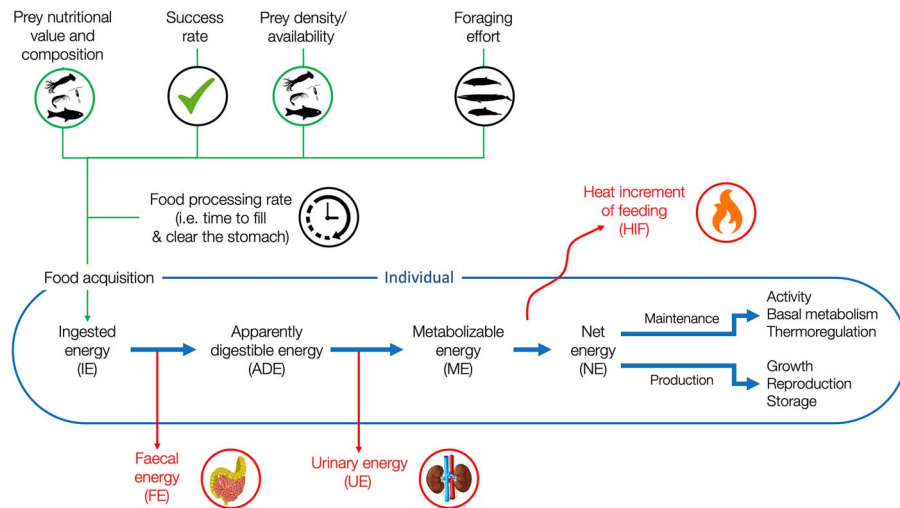 Prey nutritional
value and
composition
Success
rate
Prey density/
availability
Foraging
effort
Food processing rate
(i.e. time to fill
& clear the stomach)
Heat increment
of feeding
(HIF)
Food acquisition
Individual
Ingested
energy
(IE)
Apparently
digestible energy
(ADE)
Metabolizable
energy
(ME)
Net
energy
(NE)
Maintenance
Activity
Basal metabolism
Thermoregulation
Production
Growth
Reproduction
Storage
Faecal
energy
(FE)
Urinary energy
(UE)